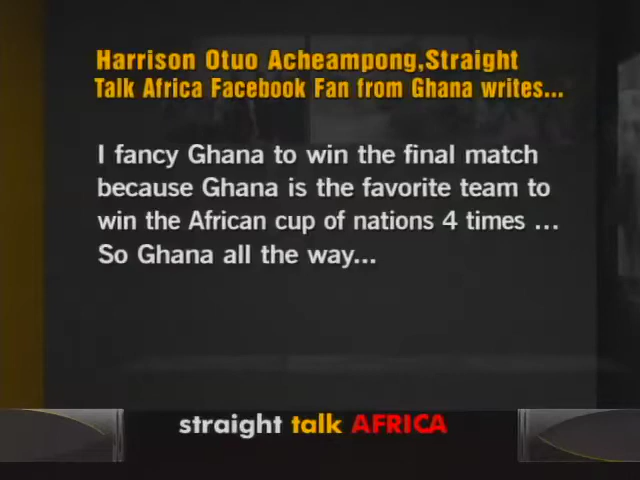 Harrison Otuo Acheampong,Straight
Talk Africa Facebook Fan from Ghana writes...
I fancy Ghana to win the final match
because Ghana is the favorite team to
win the African cup of nations 4 times ...
So Ghana all the way...
straight talk AFRICA